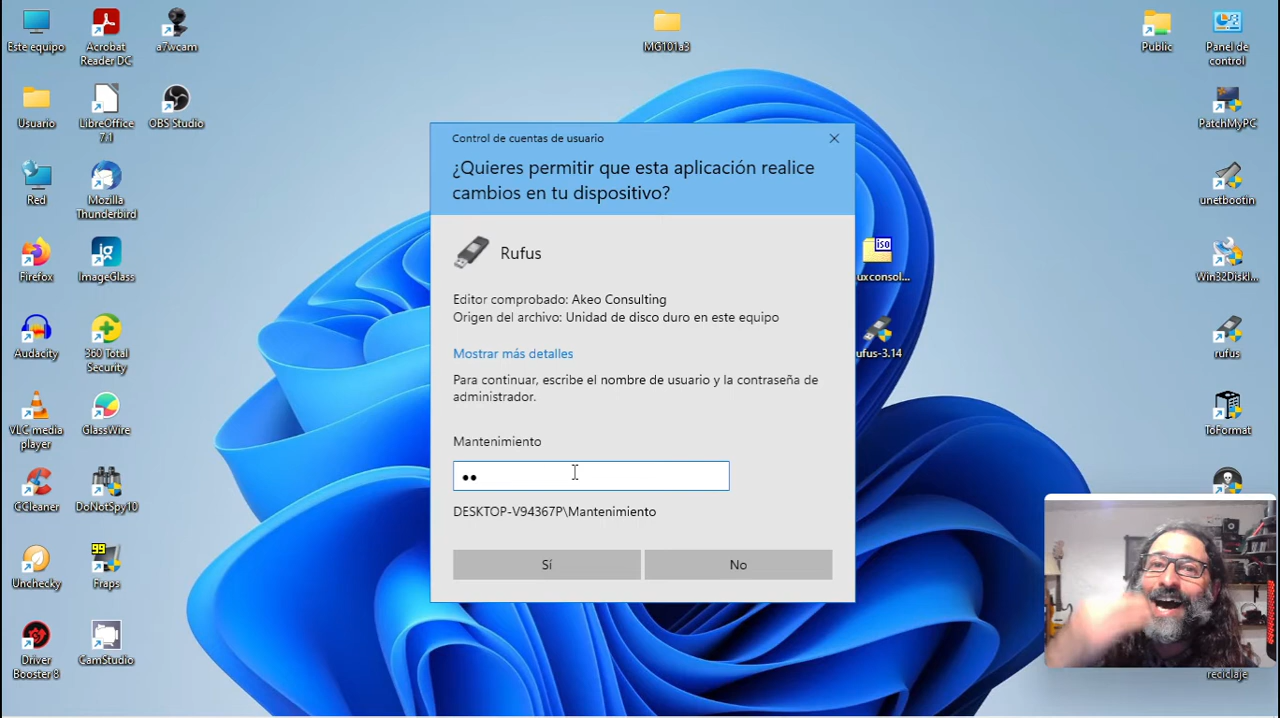 Este equipo
Acrobat
Reader DC
a7wcam
MG101a3
Public
Panel de
control
Usuario
LibreOffice
7.1
OBS Studio
PatchMyPC
Red
Mozilla
Thunderbird
unetbootin
Firefox
ImageGlass
iso
uxconsol...
Win32DiskI...
Audacity
360 Total
Security
ufus-3.14
rufus
VLC media
player
GlassWire
ToFormat
CCleaner
DoNotSpy10
Unchecky
99
Fraps
Driver
Booster 8
CamStudio
reciclaje
Control de cuentas de usuario
¿Quieres permitir que esta aplicación realice
cambios en tu dispositivo?
Rufus
Editor comprobado: Akeo Consulting
Origen del archivo: Unidad de disco duro en este equipo
Mostrar más detalles
Para continuar, escribe el nombre de usuario y la contraseña de
administrador.
Mantenimiento
●●
DESKTOP-V94367P\Mantenimiento
Sí
No